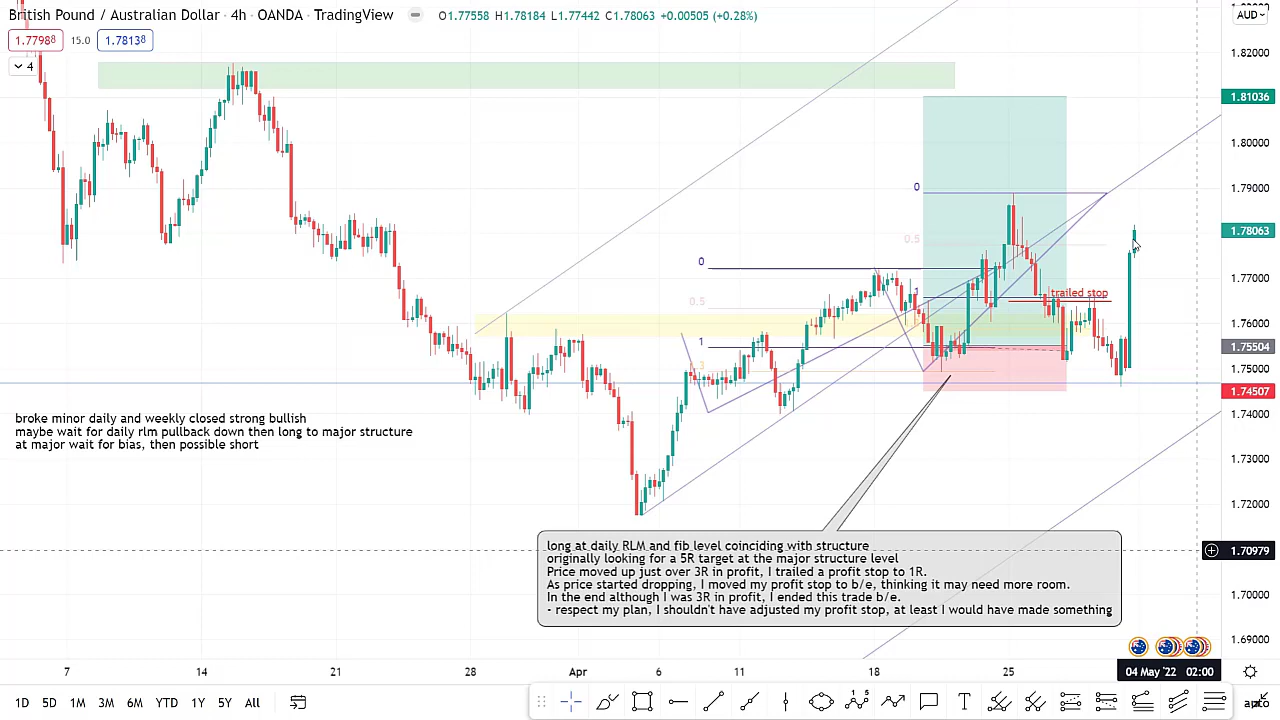 British Pound / Australian Dollar · 4h · OANDA · TradingView
O1.77558 H1.78184 L1.77442 C1.78063 +0.00505 (+0.28%)
AUD
1.77988
15.0
1.78138
4
1.82000
1.81036
1.80000
1.79000
1.78063
1.77000
1.76000
1.75504
1.75000
1.74507
1.74000
1.73000
1.72000
1.70979
1.70000
1.69000
0
0.5
1
0
0.5
1
trailed stop
broke minor daily and weekly closed strong bullish
maybe wait for daily rlm pullback down then long to major structure
at major wait for bias, then possible short
long at daily RLM and fib level coinciding with structure
originally looking for a 5R target at the major structure level
Price moved up just over 3R in profit, I trailed a profit stop to 1R.
As price started dropping, I moved my profit stop to b/e, thinking it may need more room.
In the end although I was 3R in profit, I ended this trade b/e.
- respect my plan, I shouldn't have adjusted my profit stop, at least I would have made something
7
14
21
28
Apr
6
11
18
25
04 May '22 02:00
1D 5D 1M 3M 6M YTD 1Y 5Y All